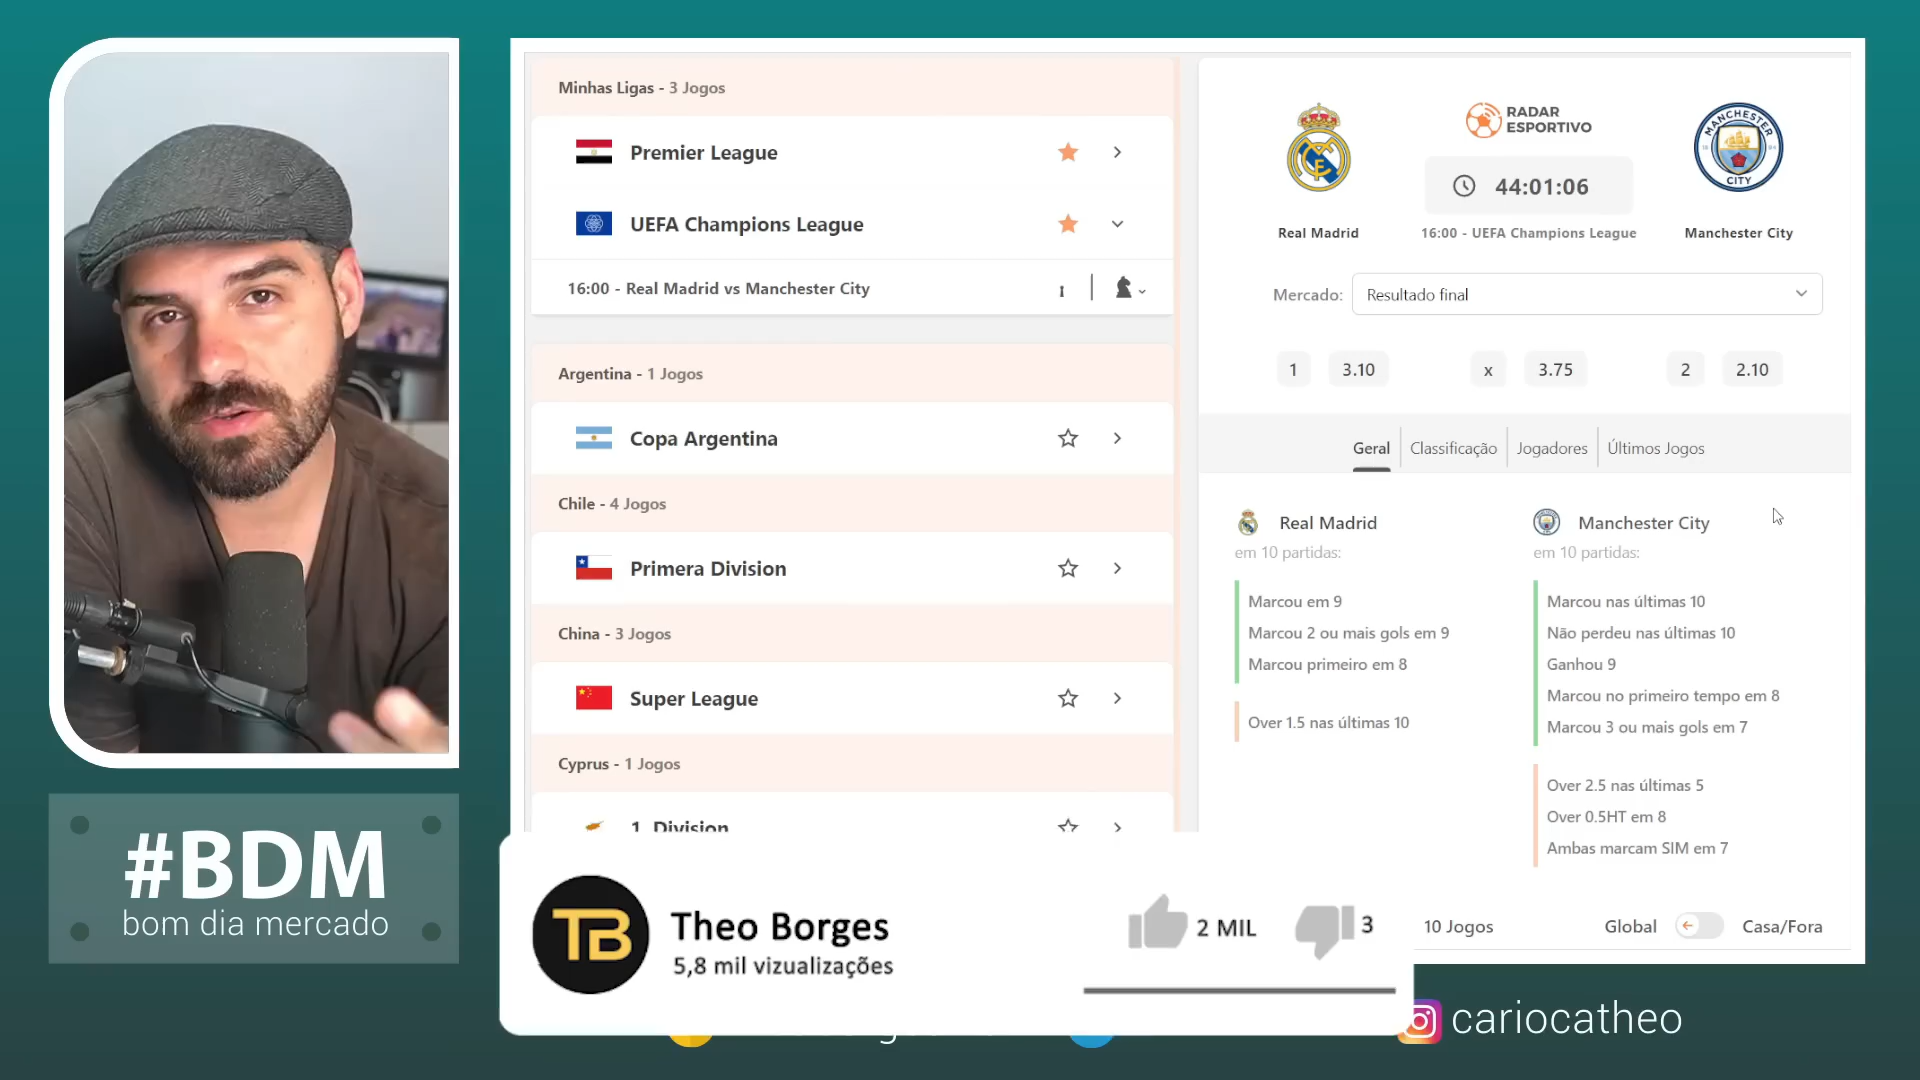 Minhas Ligas - 3 Jogos
Premier League
UEFA Champions League
16:00 - Real Madrid vs Manchester City
Argentina - 1 Jogos
Copa Argentina
Chile - 4 Jogos
Primera Division
China - 3 Jogos
Super League
Cyprus - 1 Jogos
1. Division
RADAR
ESPORTIVO
MANCHESTER
CITY
44:01:06
Real Madrid
16:00 - UEFA Champions League
Manchester City
Mercado: Resultado final
1 3.10 x 3.75 2 2.10
Geral Classificação Jogadores Últimos Jogos
Real Madrid
em 10 partidas:
Marcou em 9
Marcou 2 ou mais gols em 9
Marcou primeiro em 8
Over 1.5 nas últimas 10
Manchester City
em 10 partidas:
Marcou nas últimas 10
Não perdeu nas últimas 10
Ganhou 9
Marcou no primeiro tempo em 8
Marcou 3 ou mais gols em 7
Over 2.5 nas últimas 5
Over 0.5HT em 8
Ambas marcam SIM em 7
10 Jogos Global Casa/Fora
#BDM
bom dia mercado
TB
Theo Borges
5,8 mil vizualizações
2 MIL
3
cariocatheo